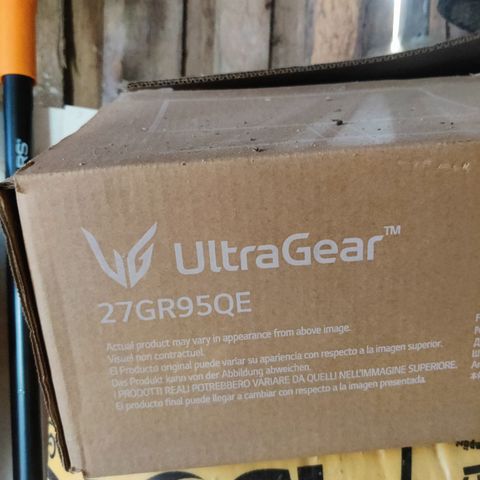 UltraGear™
27GR95QE
Actual product may vary in appearance from above image.
Visuel non contractuel.
El Producto original puede variar su apariencia con respecto a la imagen superior.
Das Produkt kann von der Abbildung abweichen.
I PRODOTTI REALI POTREBBERO VARIARE DA QUELLI NELL'IMMAGINE SUPERIORE.
El producto final puede llegar a cambiar con respecto a la imagen presentada.